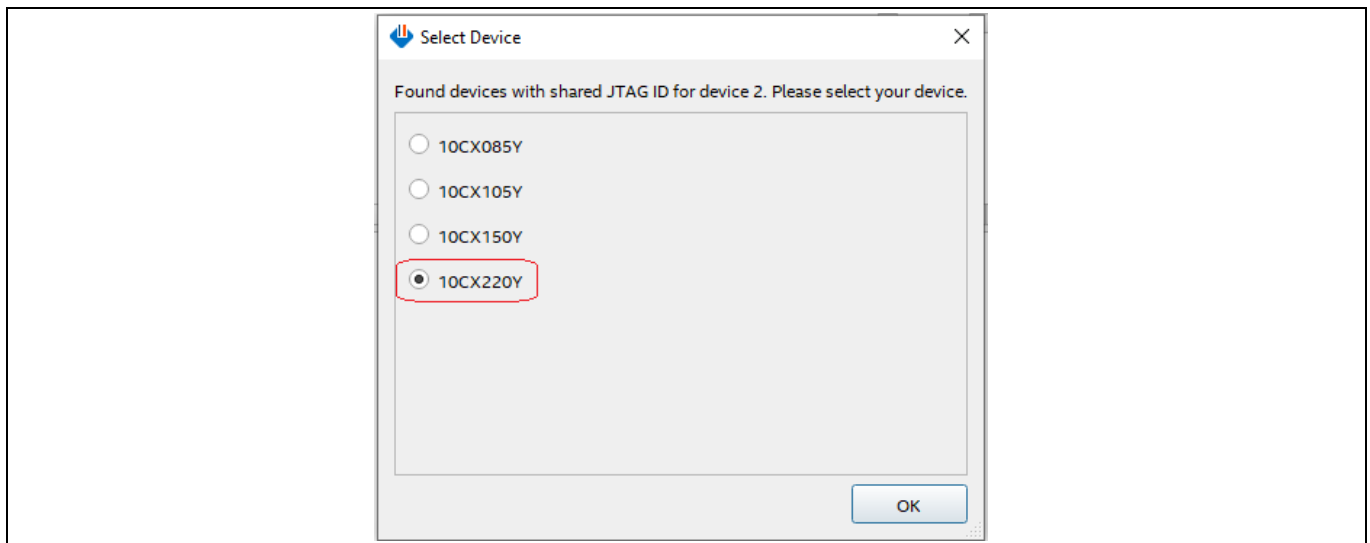 Select Device
Found devices with shared JTAG ID for device 2. Please select your device.
10CX085Y
10CX105Y
10CX150Y
10CX220Y
OK